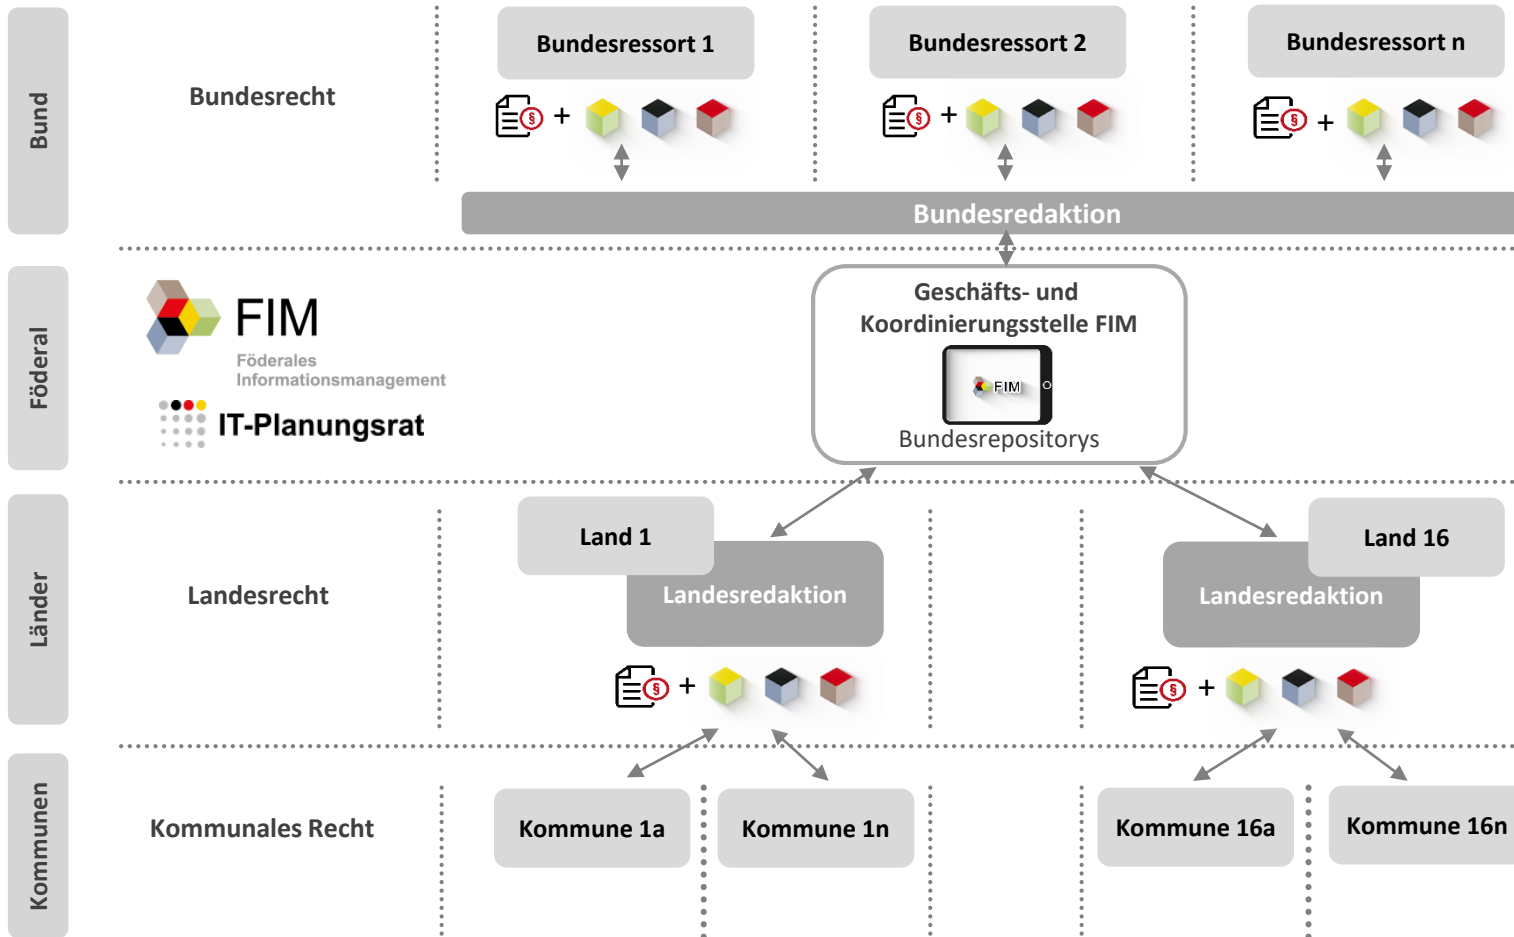 Bund
Bundesrecht
Bundesressort 1
Bundesressort 2
Bundesressort n
§ +
§ +
§ +
Bundesredaktion
Föderal
FIM
Föderales
Informationsmanagement
IT-Planungsrat
Geschäfts- und
Koordinierungsstelle FIM
FIM
Bundesrepositorys
Länder
Landesrecht
Land 1
Landesredaktion
§ +
Land 16
Landesredaktion
§ +
Kommunen
Kommunales Recht
Kommune 1a
Kommune 1n
Kommune 16a
Kommune 16n